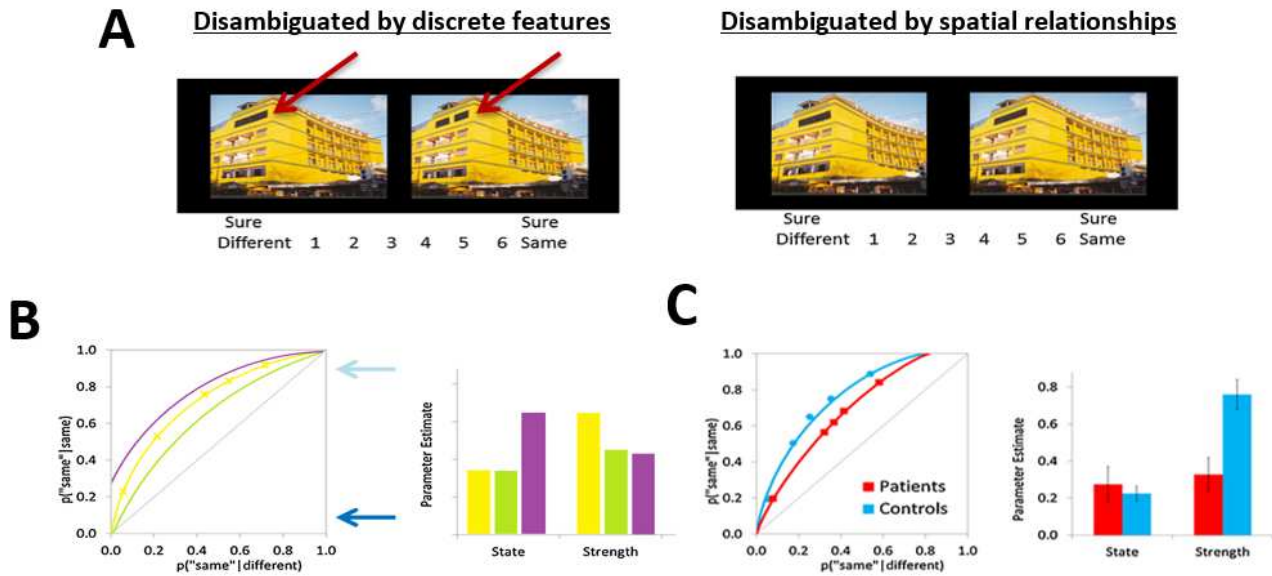 A
Disambiguated by discrete features
Disambiguated by spatial relationships
Sure
Different 1 2 3 4 5 6
Sure
Same
Sure
Different 1 2 3 4 5 6
Sure
Same
B
p("same"|same)
1.0
0.8
0.6
0.4
0.2
0.0
0.0 0.2 0.4 0.6 0.8 1.0
p("same"|different)
Parameter Estimate
State Strength
C
p("same"|same)
1.0
0.8
0.6
0.4
0.2
0.0
Patients
Controls
0.0 0.2 0.4 0.6 0.8 1.0
p("same"|different)
Parameter Estimate
0.8
0.6
0.4
0.2
0.0
State Strength